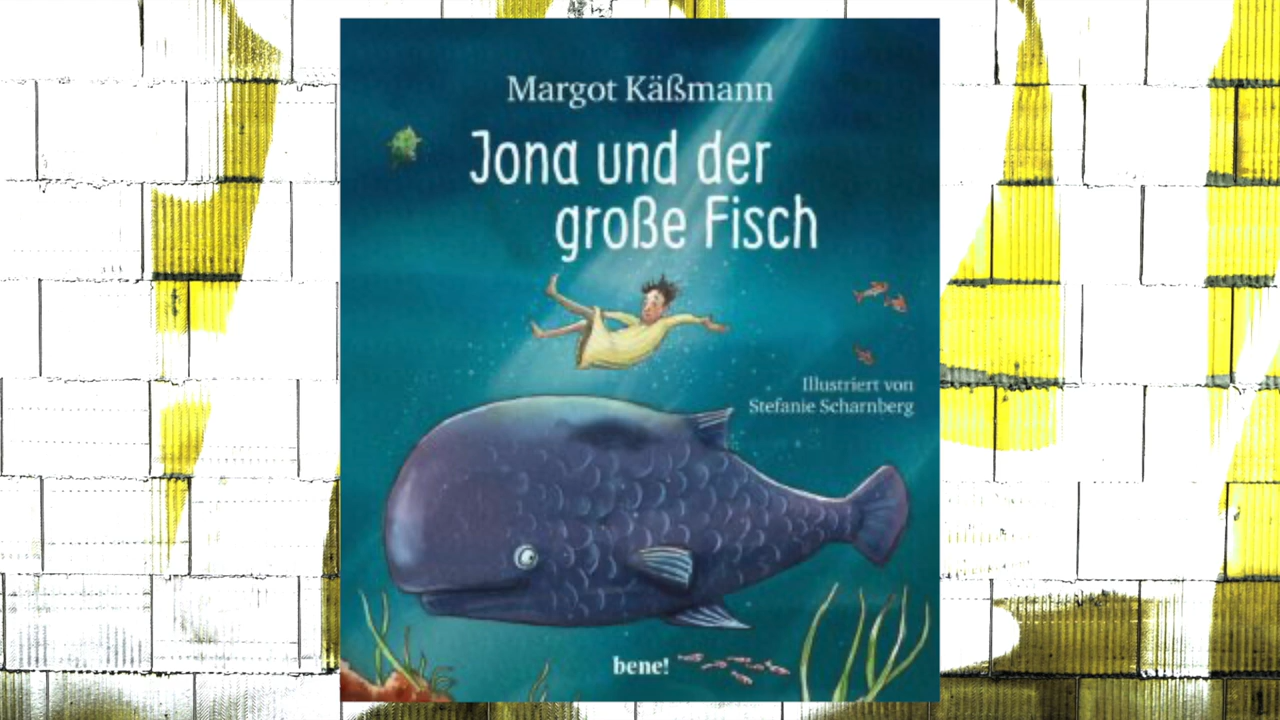 Margot Käßmann
Jona und der
große Fisch
Illustriert von
Stefanie Scharnberg
bene!